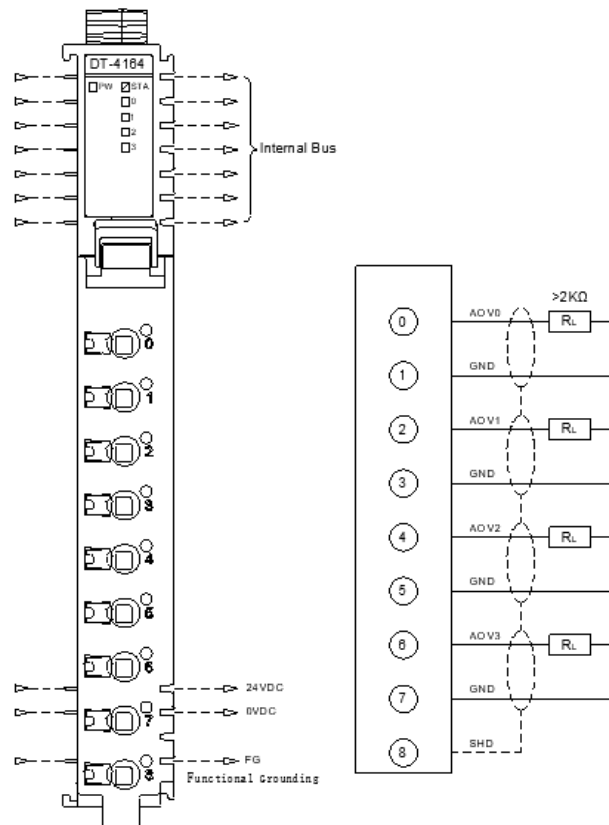 DT-4164
PW STA
0
1
2
3
Internal Bus
0
1
2
3
4
5
6
7
8
24VDC
0VDC
FG
Functional Grounding
>2KΩ
0 AOV0 RL
1 GND
2 AOV1 RL
3 GND
4 AOV2 RL
5 GND
6 AOV3 RL
7 GND
8 SHD